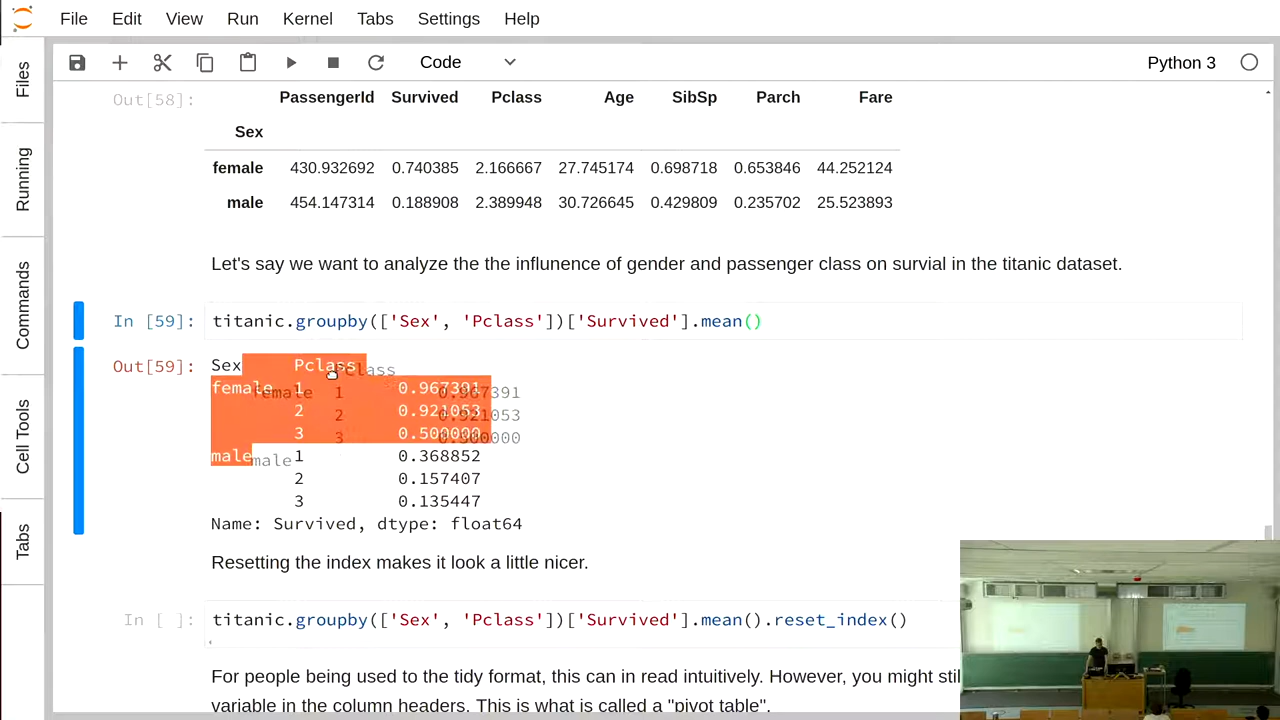 File Edit View Run Kernel Tabs Settings Help
Code Python 3
Files
Running
Commands
Cell Tools
Tabs
Out[58]: PassengerId Survived Pclass Age SibSp Parch Fare
Sex
female 430.932692 0.740385 2.166667 27.745174 0.698718 0.653846 44.252124
male 454.147314 0.188908 2.389948 30.726645 0.429809 0.235702 25.523893
Let's say we want to analyze the the influnence of gender and passenger class on survial in the titanic dataset.
In [59]: titanic.groupby(['Sex', 'Pclass'])['Survived'].mean()
Out[59]: Sex Pclass
female 1 0.967391
2 0.921053
3 0.500000
male 1 0.368852
2 0.157407
3 0.135447
Name: Survived, dtype: float64
Resetting the index makes it look a little nicer.
In [ ]: titanic.groupby(['Sex', 'Pclass'])['Survived'].mean().reset_index()
For people being used to the tidy format, this can in read intuitively. However, you might stil
variable in the column headers. This is what is called a "pivot table".